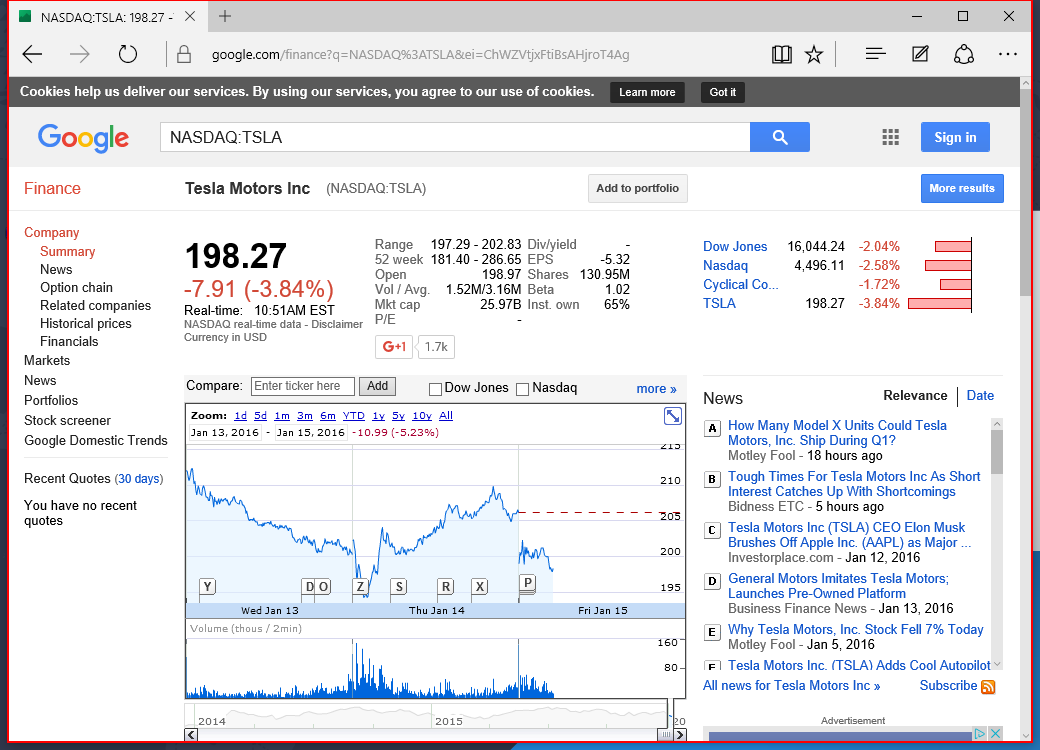 NASDAQ:TSLA: 198.27 -
google.com/finance?q=NASDAQ%3ATSLA&ei=ChWZVtjxFtiBsAHjroT4Ag
Cookies help us deliver our services. By using our services, you agree to our use of cookies. Learn more Got it
Google NASDAQ:TSLA Sign in
Finance Tesla Motors Inc (NASDAQ:TSLA) Add to portfolio More results
Company
Summary
News
Option chain
Related companies
Historical prices
Financials
Markets
News
Portfolios
Stock screener
Google Domestic Trends
Recent Quotes (30 days)
You have no recent
quotes
198.27
-7.91 (-3.84%)
Real-time: 10:51AM EST
NASDAQ real-time data - Disclaimer
Currency in USD
Range 197.29 - 202.83 Div/yield -
52 week 181.40 - 286.65 EPS -5.32
Open 198.97 Shares 130.95M
Vol / Avg. 1.52M/3.16M Beta 1.02
Mkt cap 25.97B Inst. own 65%
P/E -
G+1 1.7k
Dow Jones 16,044.24 -2.04%
Nasdaq 4,496.11 -2.58%
Cyclical Co... -1.72%
TSLA 198.27 -3.84%
Compare: Enter ticker here Add Dow Jones Nasdaq more »
Zoom: 1d 5d 1m 3m 6m YTD 1y 5y 10y All
Jan 13, 2016 - Jan 15, 2016 -10.99 (-5.23%)
215
210
205
200
195
Y D O Z S R X P
Wed Jan 13 Thu Jan 14 Fri Jan 15
Volume (thous / 2min)
160
80
2014 2015 20
News Relevance Date
A How Many Model X Units Could Tesla
Motors, Inc. Ship During Q1?
Motley Fool - 18 hours ago
B Tough Times For Tesla Motors Inc As Short
Interest Catches Up With Shortcomings
Bidness ETC - 5 hours ago
C Tesla Motors Inc (TSLA) CEO Elon Musk
Brushes Off Apple Inc. (AAPL) as Major ...
Investorplace.com - Jan 12, 2016
D General Motors Imitates Tesla Motors;
Launches Pre-Owned Platform
Business Finance News - Jan 13, 2016
E Why Tesla Motors, Inc. Stock Fell 7% Today
Motley Fool - Jan 5, 2016
F Tesla Motors Inc. (TSLA) Adds Cool Autopilot
All news for Tesla Motors Inc » Subscribe
Advertisement